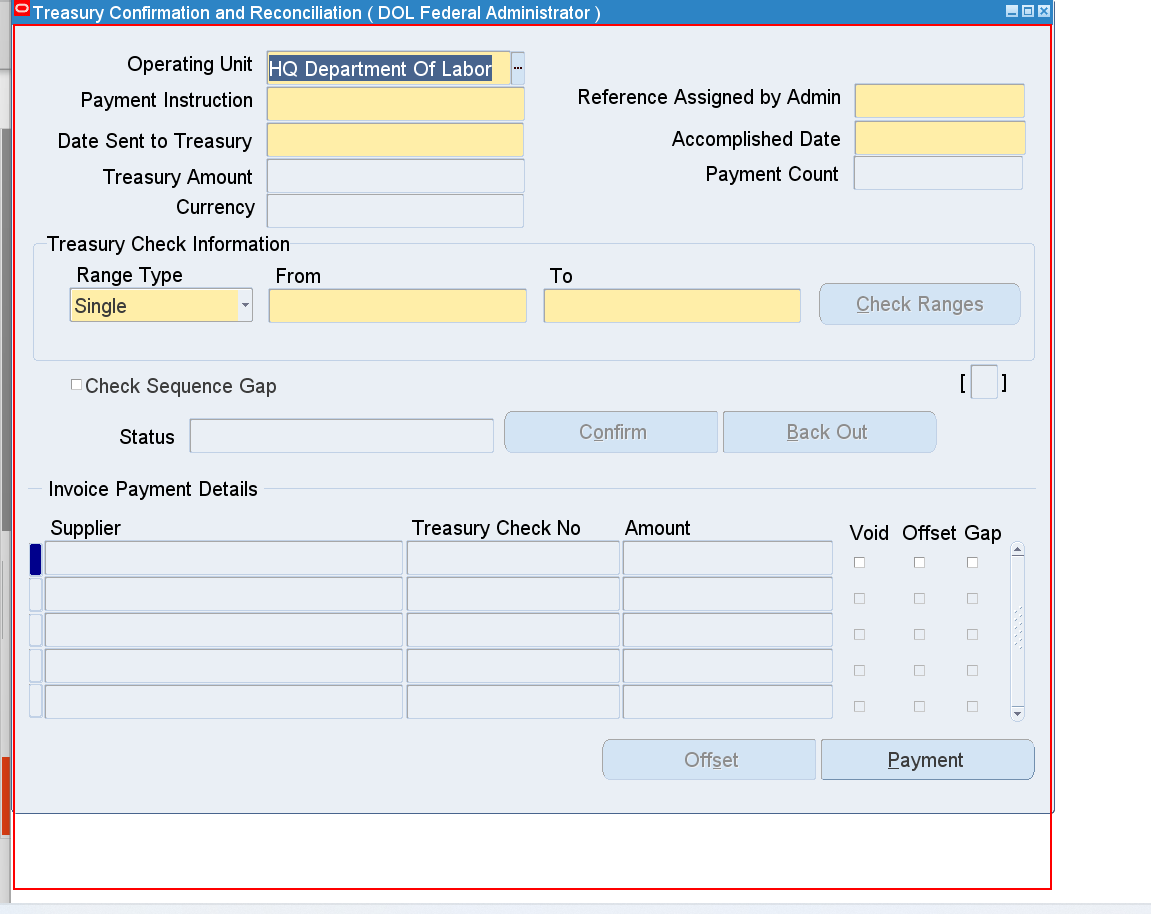 Treasury Confirmation and Reconciliation ( DOL Federal Administrator )
Operating Unit HQ Department Of Labor ...
Payment Instruction
Reference Assigned by Admin
Date Sent to Treasury
Accomplished Date
Treasury Amount
Payment Count
Currency
Treasury Check Information
Range Type From To
Single
Check Ranges
Check Sequence Gap
[ ]
Status Confirm Back Out
Invoice Payment Details
Supplier Treasury Check No Amount Void Offset Gap
Offset Payment